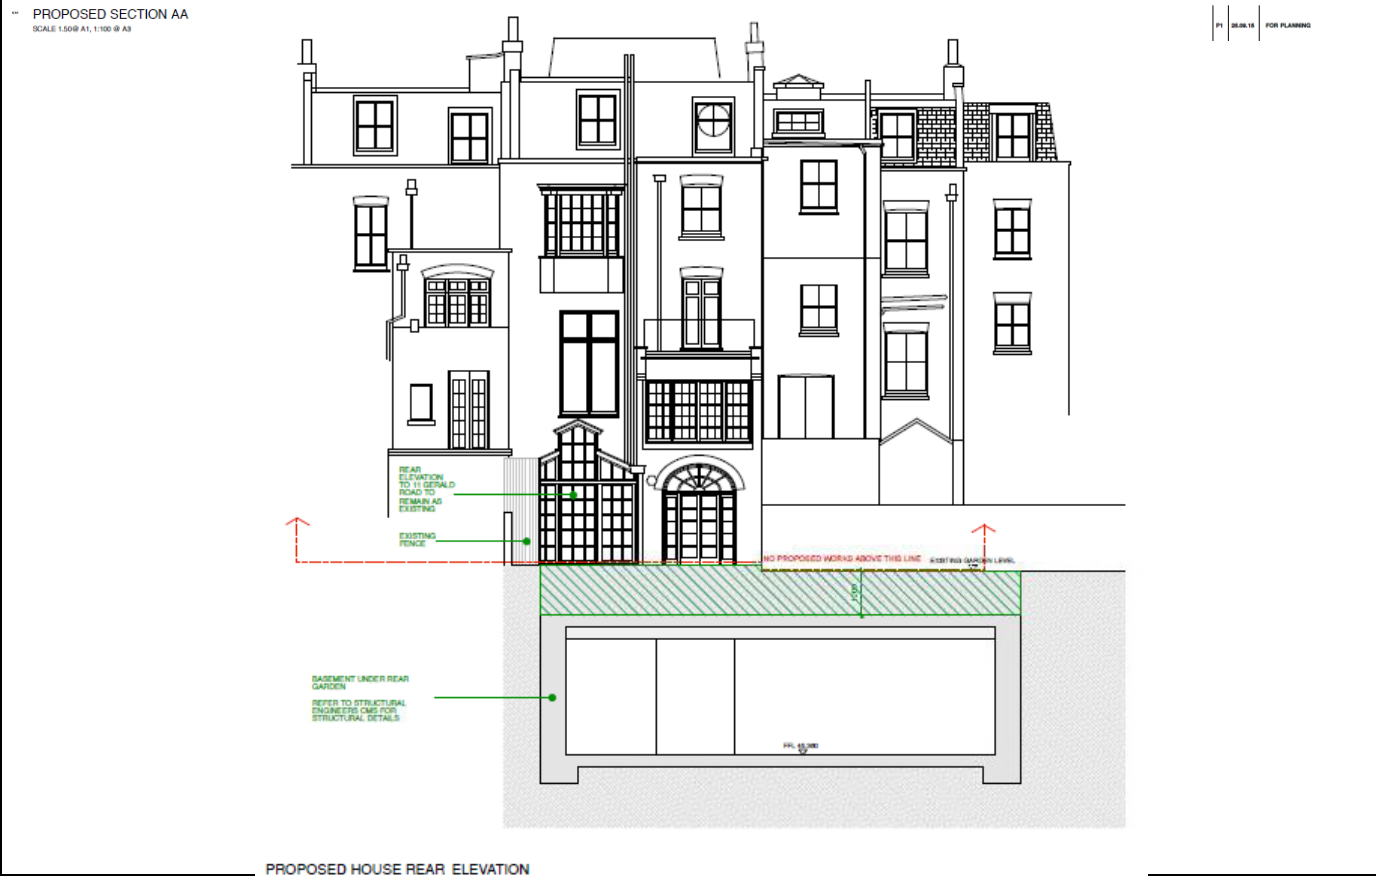 PROPOSED SECTION AA
SCALE 1.50@ A1, 1:100 @ A3
P1
FOR PLANNING
REAR
ELEVATION
TO 11 GERALD
ROAD TO
REMAIN AS
EXISTING
EXISTING
FENCE
NO PROPOSED WORKS ABOVE THIS LINE
EXISTING GARDEN LEVEL
BASEMENT UNDER REAR
GARDEN
REFER TO STRUCTURAL
ENGINEERS CMS FOR
STRUCTURAL DETAILS
FFL
PROPOSED HOUSE REAR ELEVATION